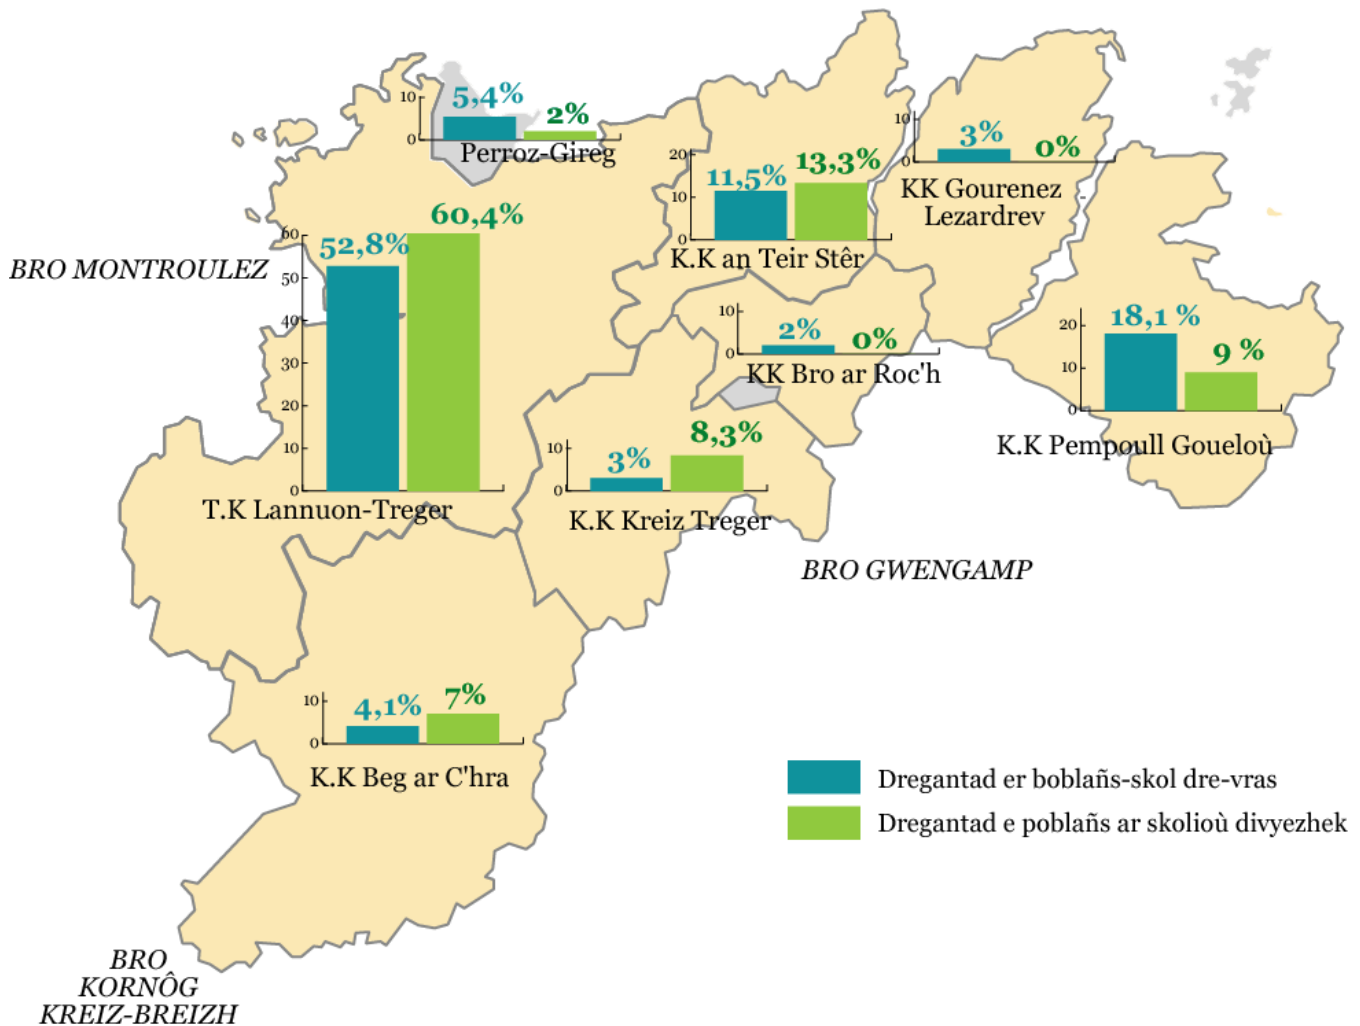 10
0
5,4%
2%
Perroz-Gireg
20
10
0
11,5%
13,3%
K.K an Teir Stêr
10
0
3%
0%
KK Gourenez
Lezardrev
BRO MONTROULEZ
60
50
40
30
20
10
0
52,8%
60,4%
T.K Lannuon-Treger
10
0
2%
0%
KK Bro ar Roc'h
20
10
0
18,1 %
9 %
K.K Pempoull Goueloù
10
0
3%
8,3%
K.K Kreiz Treger
BRO GWENGAMP
10
0
4,1%
7%
K.K Beg ar C'hra
Dregantad er boblañs-skol dre-vras
Dregantad e poblañs ar skolioù divyezhek
BRO
KORNÔG
KREIZ-BREIZH